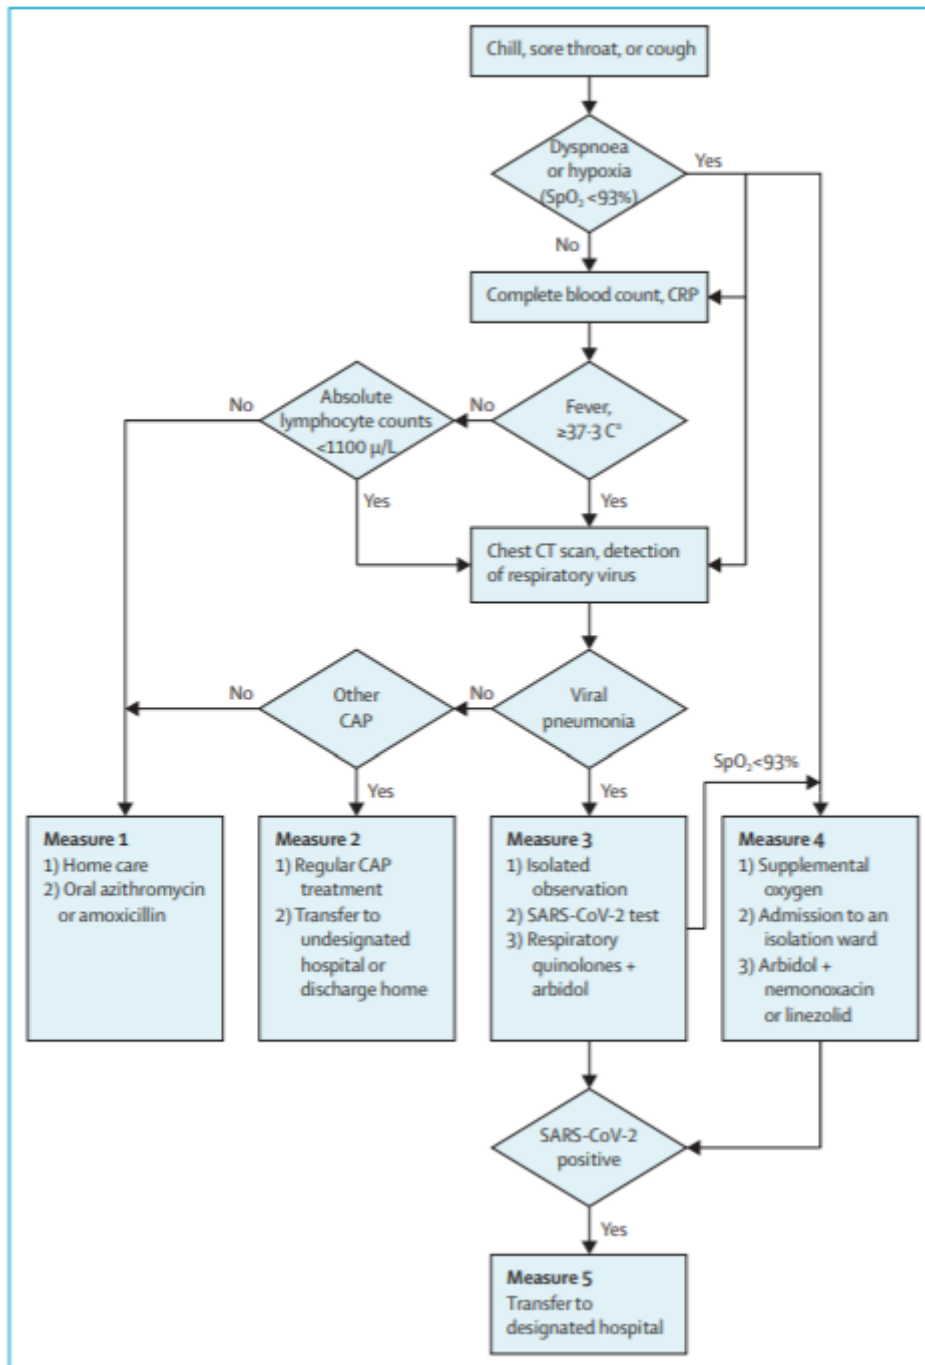 Chill, sore throat, or cough
Dyspnoea
or hypoxia
(SpO₂ <93%)
Yes
No
Complete blood count, CRP
Absolute
lymphocyte counts
<1100 µ/L
No
No
Fever,
≥37·3 C°
Yes
Yes
Chest CT scan, detection
of respiratory virus
No
Other
CAP
No
Viral
pneumonia
SpO₂<93%
Yes
Yes
Measure 1
1) Home care
2) Oral azithromycin
or amoxicillin
Measure 2
1) Regular CAP
treatment
2) Transfer to
undesignated
hospital or
discharge home
Measure 3
1) Isolated
observation
2) SARS-CoV-2 test
3) Respiratory
quinolones +
arbidol
Measure 4
1) Supplemental
oxygen
2) Admission to an
isolation ward
3) Arbidol +
nemonoxacin
or linezolid
SARS-CoV-2
positive
Yes
Measure 5
Transfer to
designated hospital